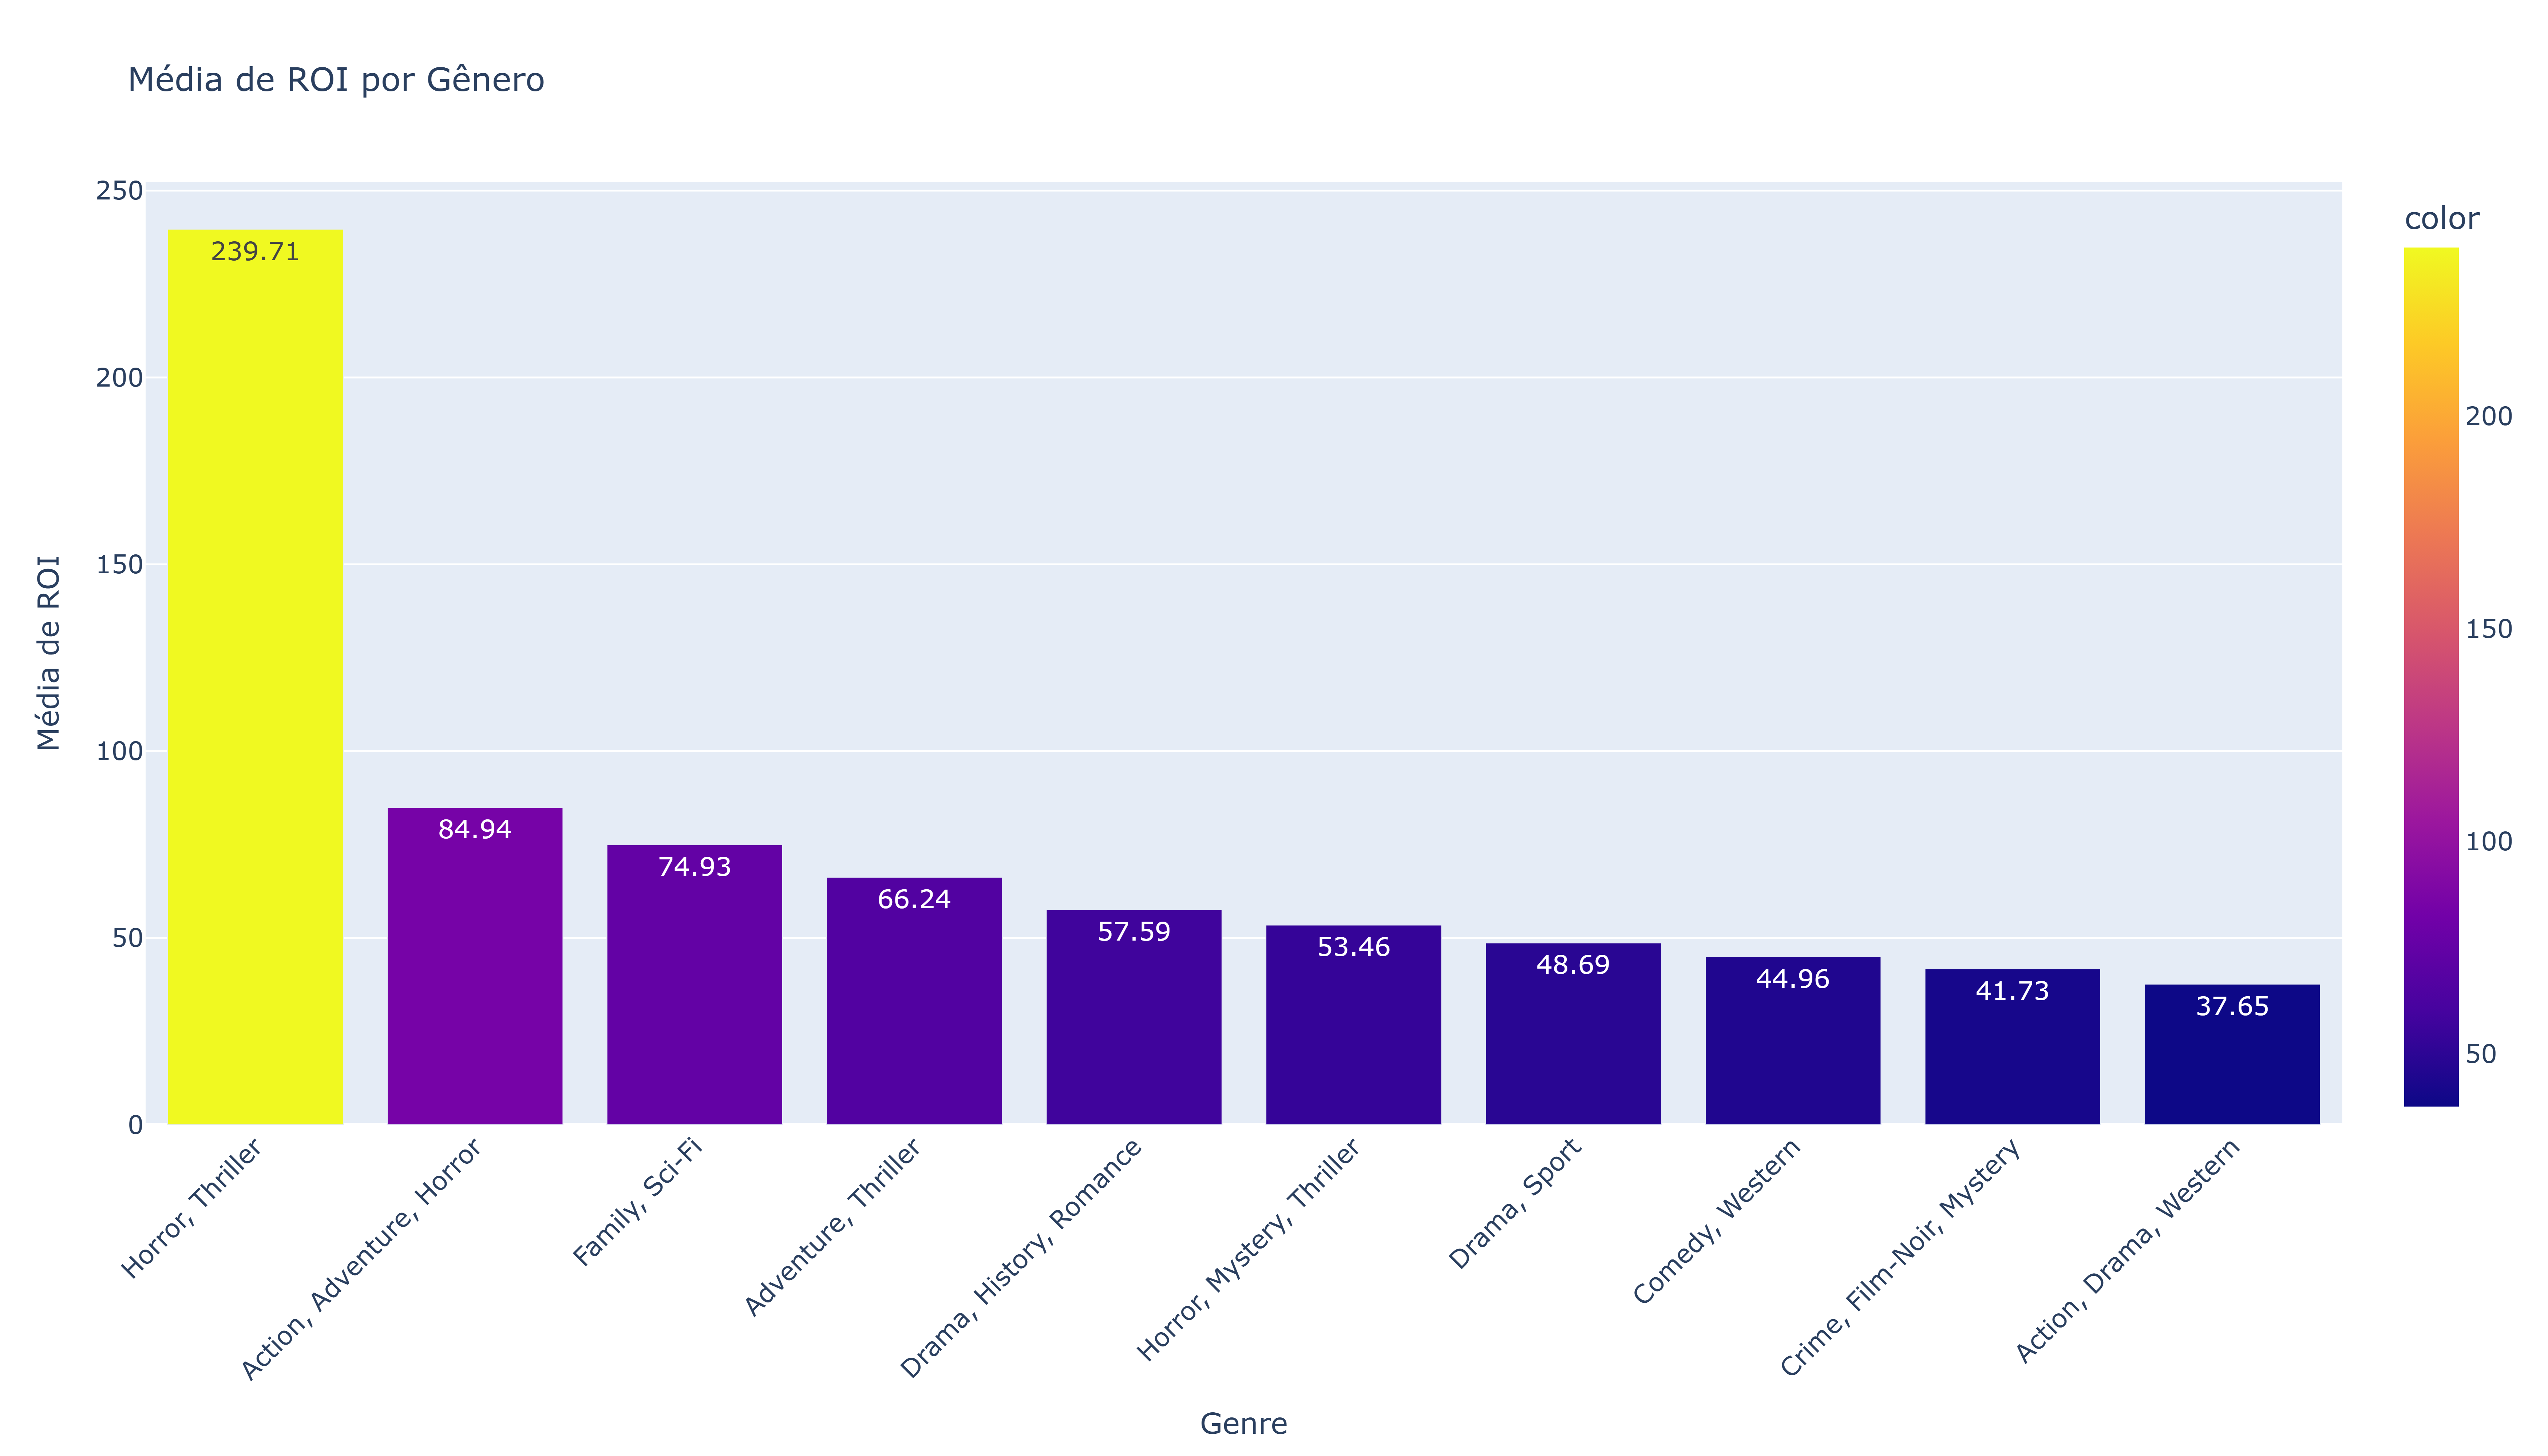 Média de ROI por Gênero
Média de ROI
250
200
150
100
50
0
239.71
84.94
74.93
66.24
57.59
53.46
48.69
44.96
41.73
37.65
Horror, Thriller
Action, Adventure, Horror
Family, Sci-Fi
Adventure, Thriller
Drama, History, Romance
Horror, Mystery, Thriller
Drama, Sport
Comedy, Western
Crime, Film-Noir, Mystery
Action, Drama, Western
Genre
color
200
150
100
50